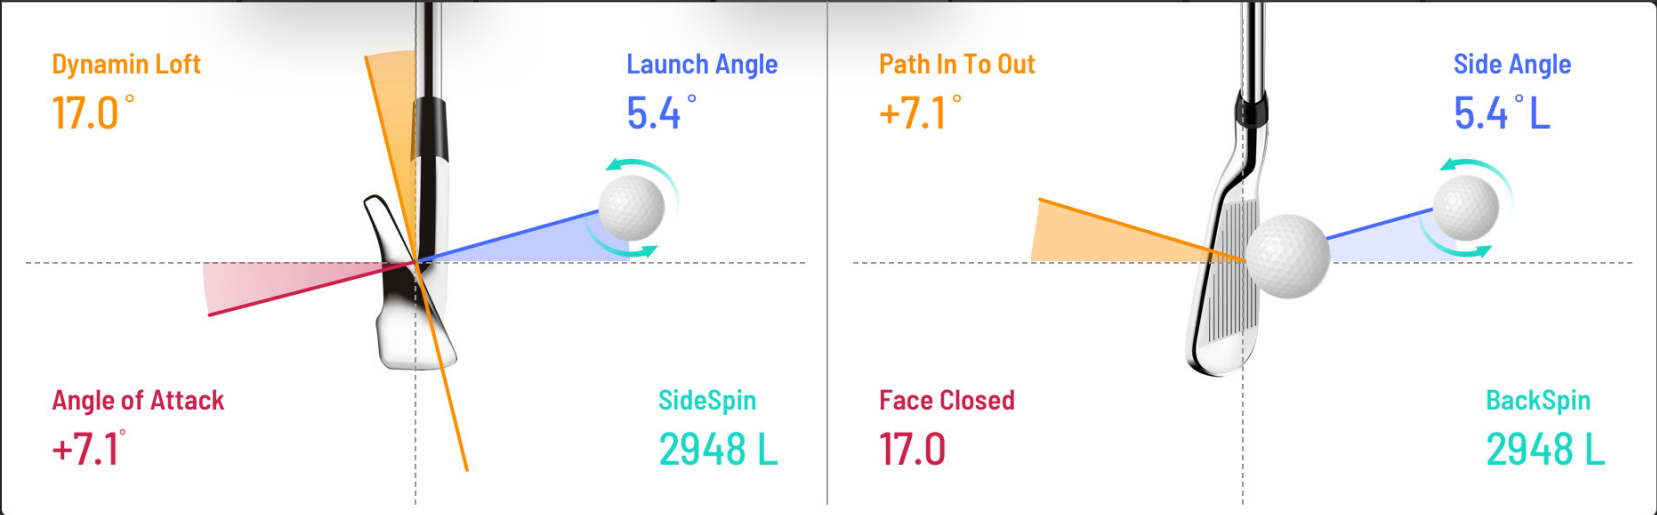 Dynamin Loft
17.0°
Launch Angle
5.4°
Angle of Attack
+7.1°
SideSpin
2948 L
Path In To Out
+7.1°
Side Angle
5.4° L
Face Closed
17.0
BackSpin
2948 L